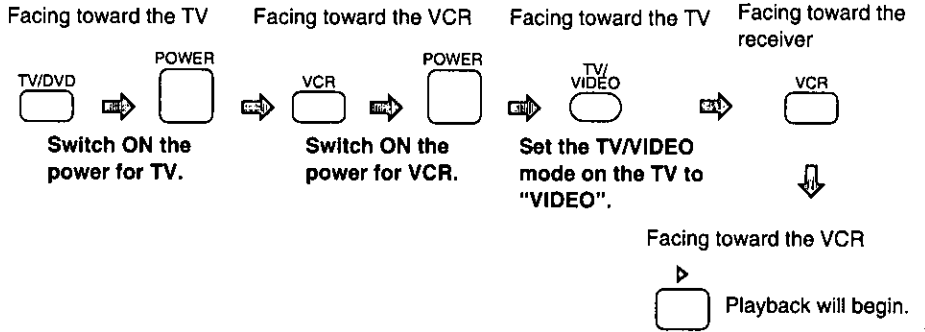 Facing toward the TV
TV/DVD
POWER
Switch ON the
power for TV.
Facing toward the VCR
VCR
POWER
Switch ON the
power for VCR.
Facing toward the TV
TV/
VIDEO
Set the TV/VIDEO
mode on the TV to
"VIDEO".
Facing toward the
receiver
VCR
Facing toward the VCR
Playback will begin.